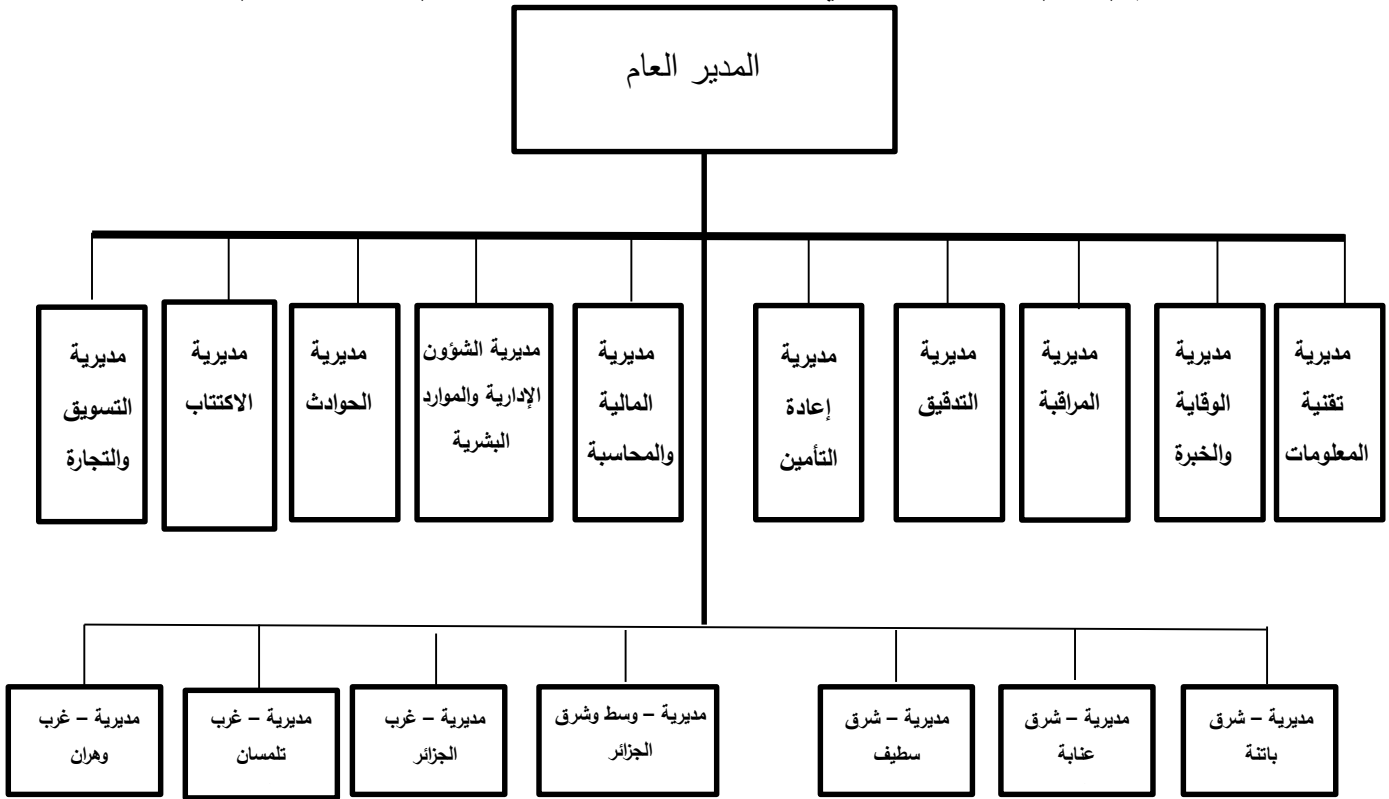 المدير العام
مديرية
تقنية
المعلومات
مديرية
الوقاية
والخبرة
مديرية
المراقبة
مديرية
التدقيق
مديرية
إعادة
التأمين
مديرية
المالية
والمحاسبة
مديرية الشؤون
الإدارية والموارد
البشرية
مديرية
الحوادث
مديرية
الاكتتاب
مديرية
التسويق
والتجارة
مديرية – شرق
باتنة
مديرية – شرق
عنابة
مديرية – شرق
سطيف
مديرية – وسط وشرق
الجزائر
مديرية – غرب
الجزائر
مديرية – غرب
تلمسان
مديرية – غرب
وهران